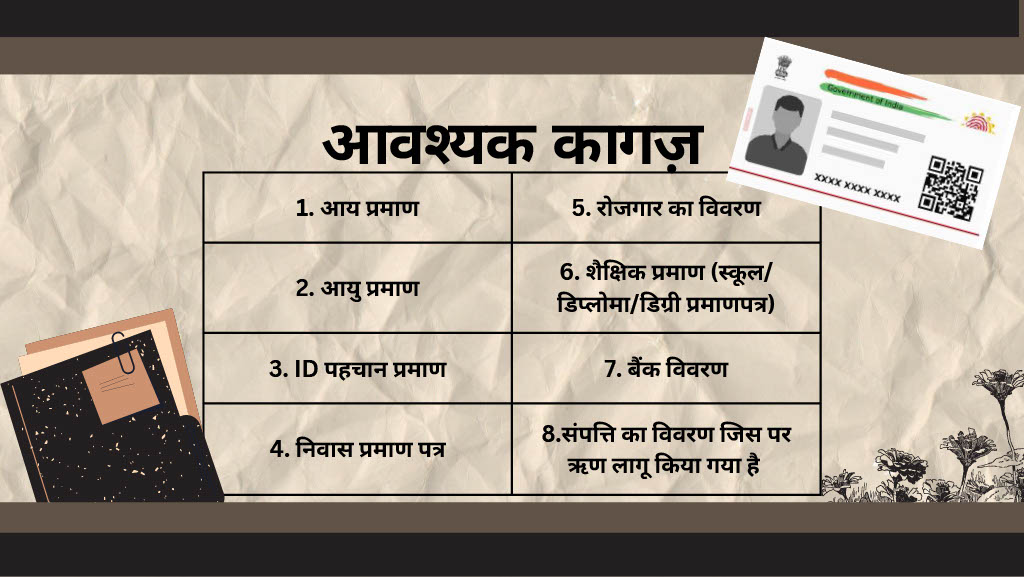 आवश्यक कागज़
Government of India
XXXX XXXX XXXX
1. आय प्रमाण
5. रोजगार का विवरण
2. आयु प्रमाण
6. शैक्षिक प्रमाण (स्कूल/
डिप्लोमा/डिग्री प्रमाणपत्र)
3. ID पहचान प्रमाण
7. बैंक विवरण
4. निवास प्रमाण पत्र
8.संपत्ति का विवरण जिस पर
ऋण लागू किया गया है